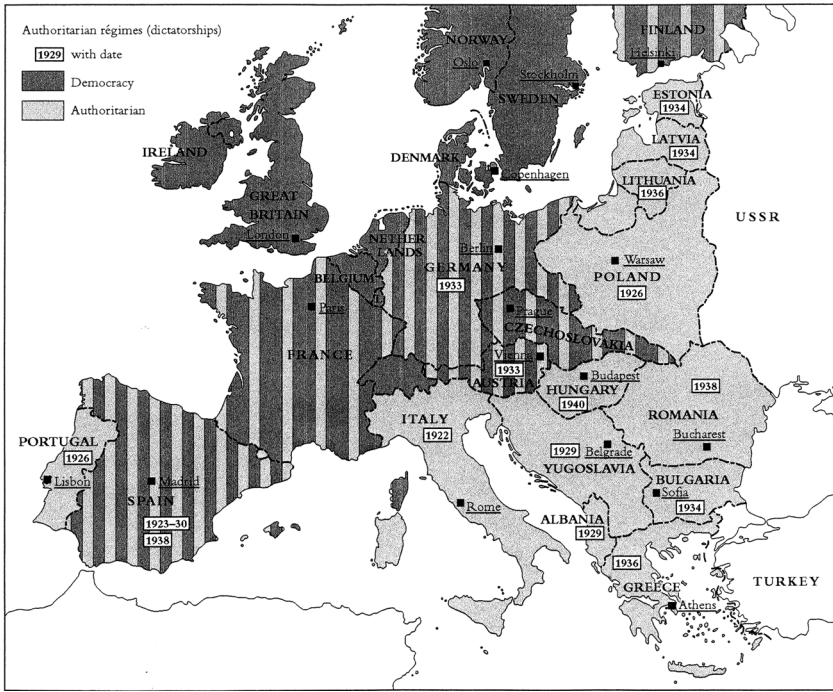 Authoritarian régimes (dictatorships)
1929 with date
Democracy
Authoritarian
NORWAY
Oslo
Stockholm
SWEDEN
FINLAND
Helsinki
ESTONIA
1934
LATVIA
1934
LITHUANIA
1936
USSR
IRELAND
GREAT
BRITAIN
London
DENMARK
Copenhagen
NETHER
LANDS
BELGIUM
Berlin
GERMANY
1933
Warsaw
POLAND
1926
Paris
FRANCE
Prague
CZECHOSLOVAKIA
Vienna
1933
AUSTRIA
Budapest
HUNGARY
1940
1938
ROMANIA
Bucharest
ITALY
1922
Rome
1929
Belgrade
YUGOSLAVIA
BULGARIA
Sofia
1934
ALBANIA
1929
1936
GREECE
Athens
TURKEY
PORTUGAL
1926
Lisbon
Madrid
SPAIN
1923–30
1938